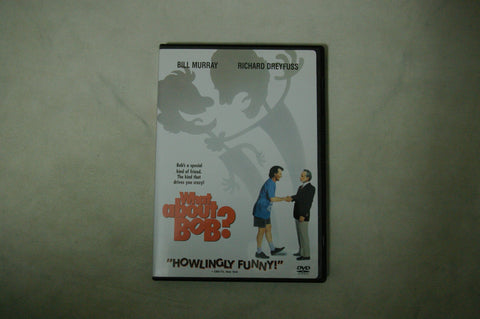 BILL MURRAY RICHARD DREYFUSS
Bob's a special
kind of friend.
The kind that
drives you crazy!
What
about
BOB?
"HOWLINGLY FUNNY!"
DVD